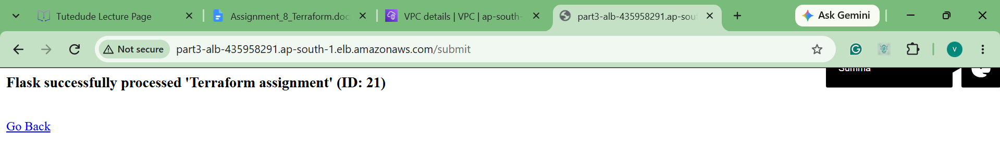 Tutedude Lecture Page
Assignment_8_Terraform.doc
VPC details | VPC | ap-south-
part3-alb-435958291.ap-sout
Ask Gemini
Not secure
part3-alb-435958291.ap-south-1.elb.amazonaws.com/submit
V
Flask successfully processed 'Terraform assignment' (ID: 21)
Go Back